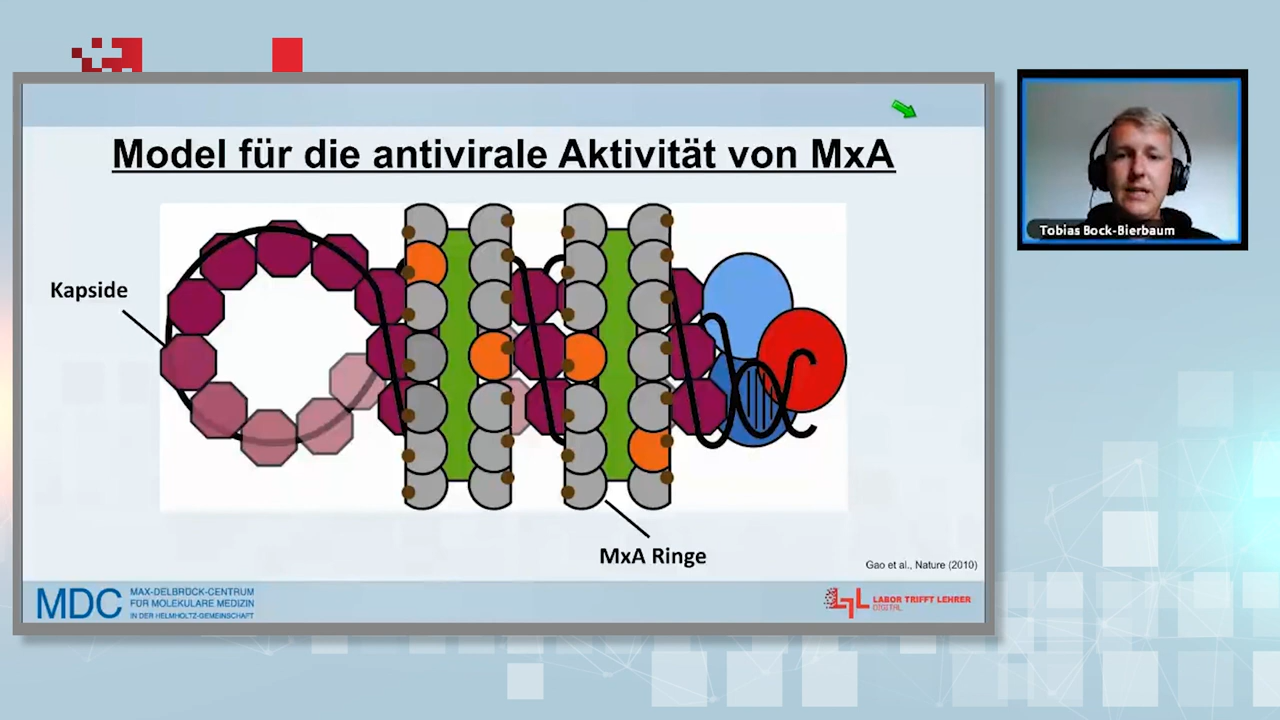 Model für die antivirale Aktivität von MxA
Kapside
MxA Ringe
Gao et al., Nature (2010)
MDC
MAX-DELBRÜCK-CENTRUM
FÜR MOLEKULARE MEDIZIN
IN DER HELMHOLTZ-GEMEINSCHAFT
LTL
LABOR TRIFFT LEHRER
DIGITAL
Tobias Bock-Bierbaum